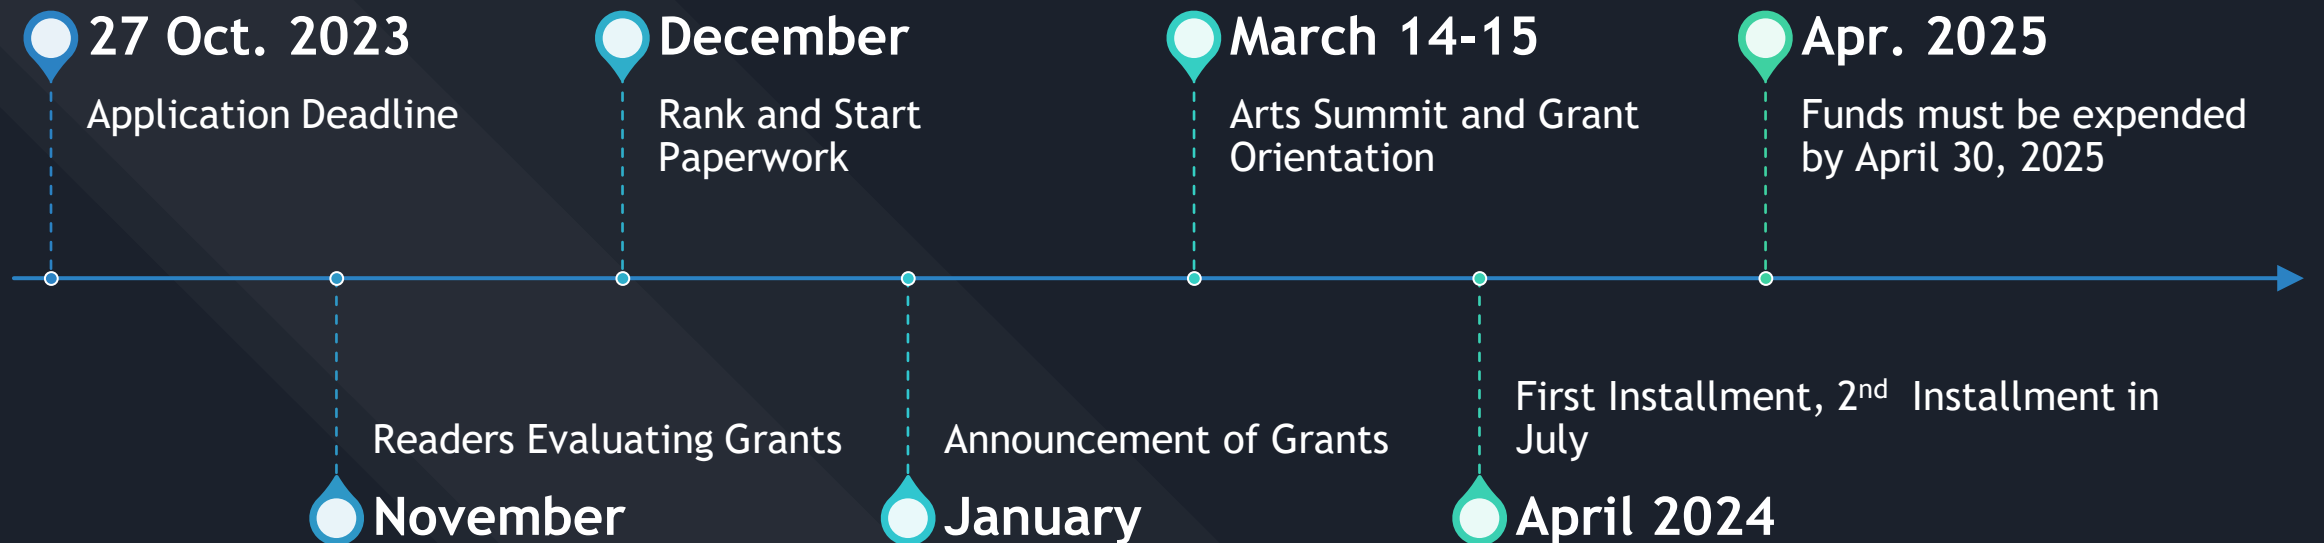 27 Oct. 2023
Application Deadline
November
Readers Evaluating Grants
December
Rank and Start
Paperwork
January
Announcement of Grants
March 14-15
Arts Summit and Grant
Orientation
April 2024
First Installment, 2nd  Installment in
July
Apr. 2025
Funds must be expended
by April 30, 2025